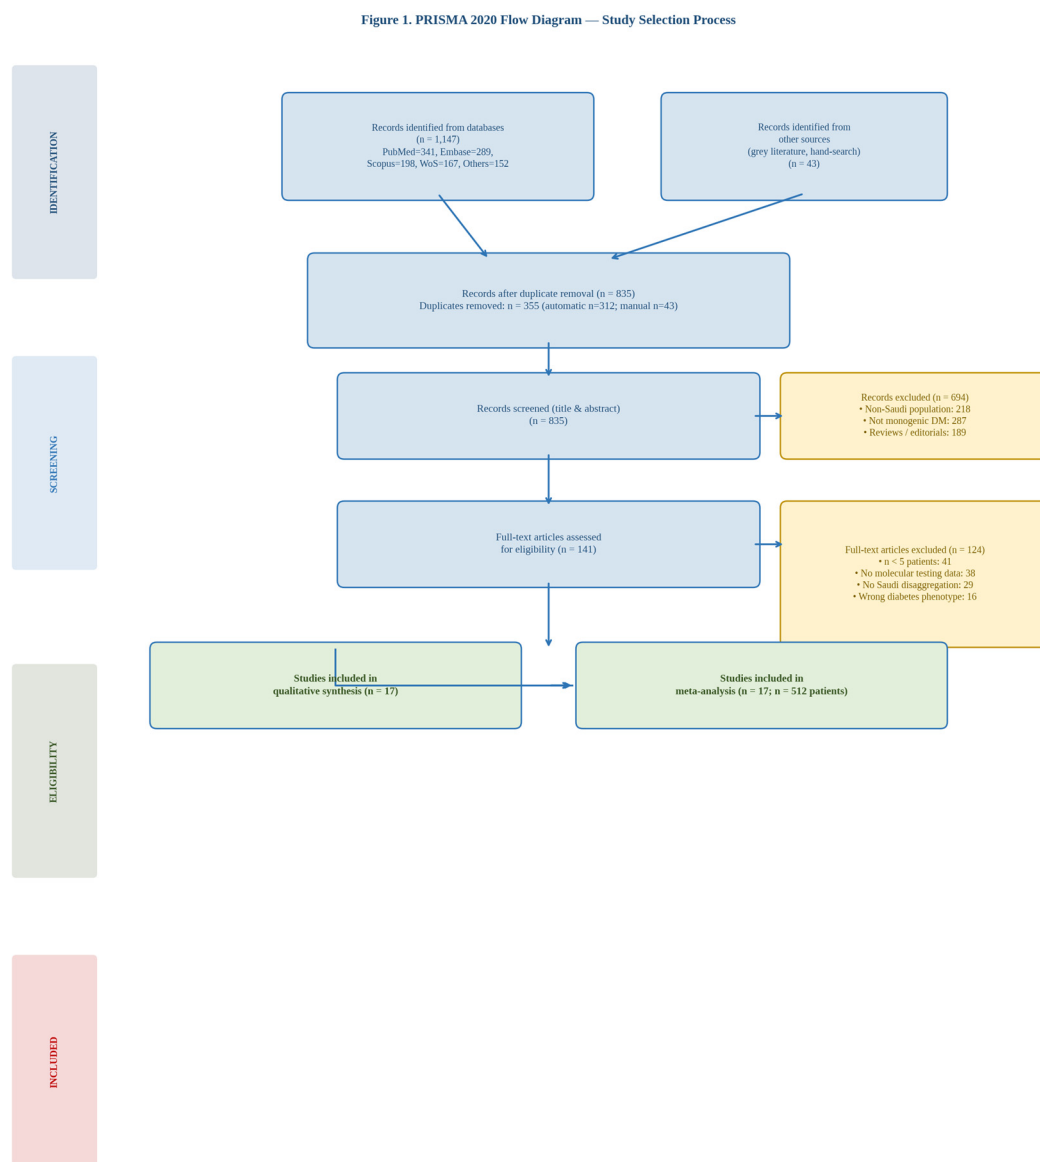 Figure 1. PRISMA 2020 Flow Diagram — Study Selection Process
IDENTIFICATION
Records identified from databases
(n = 1,147)
PubMed=341, Embase=289,
Scopus=198, WoS=167, Others=152
Records identified from
other sources
(grey literature, hand-search)
(n = 43)
Records after duplicate removal (n = 835)
Duplicates removed: n = 355 (automatic n=312; manual n=43)
SCREENING
Records screened (title & abstract)
(n = 835)
Records excluded (n = 694)
• Non-Saudi population: 218
• Not monogenic DM: 287
• Reviews / editorials: 189
Full-text articles assessed
for eligibility (n = 141)
Full-text articles excluded (n = 124)
• n < 5 patients: 41
• No molecular testing data: 38
• No Saudi disaggregation: 29
• Wrong diabetes phenotype: 16
Studies included in
qualitative synthesis (n = 17)
Studies included in
meta-analysis (n = 17; n = 512 patients)
ELIGIBILITY
INCLUDED